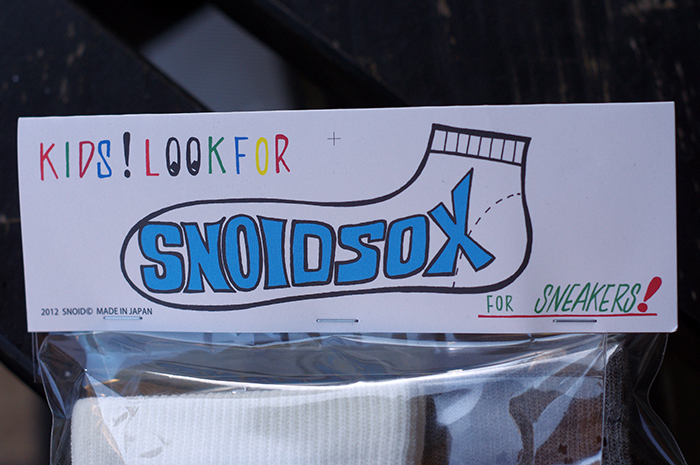 KIDS! LOOK FOR
SNOIDSOX
FOR SNEAKERS!
2012 SNOID© MADE IN JAPAN